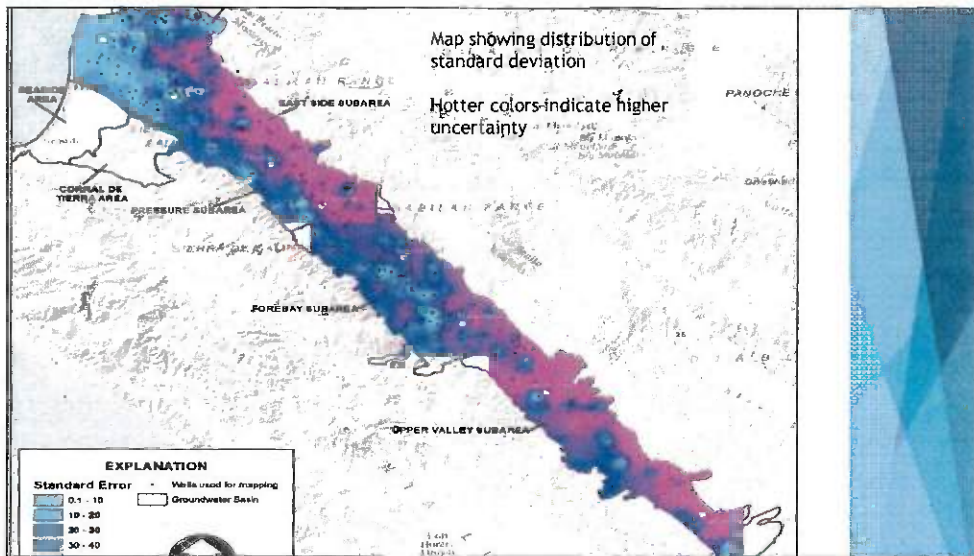 Map showing distribution of
standard deviation
Hotter colors indicate higher
uncertainty
PANOCHE
SEASIDE
AREA
EAST SIDE SUBAREA
CORRAL DE
TIERRA AREA
PRESSURE SUBAREA
GABILAN RANGE
FOREBAY SUBAREA
UPPER VALLEY SUBAREA
EXPLANATION
Standard Error
Wells used for mapping
Groundwater Basin
0.1 - 10
10 - 20
20 - 30
30 - 40